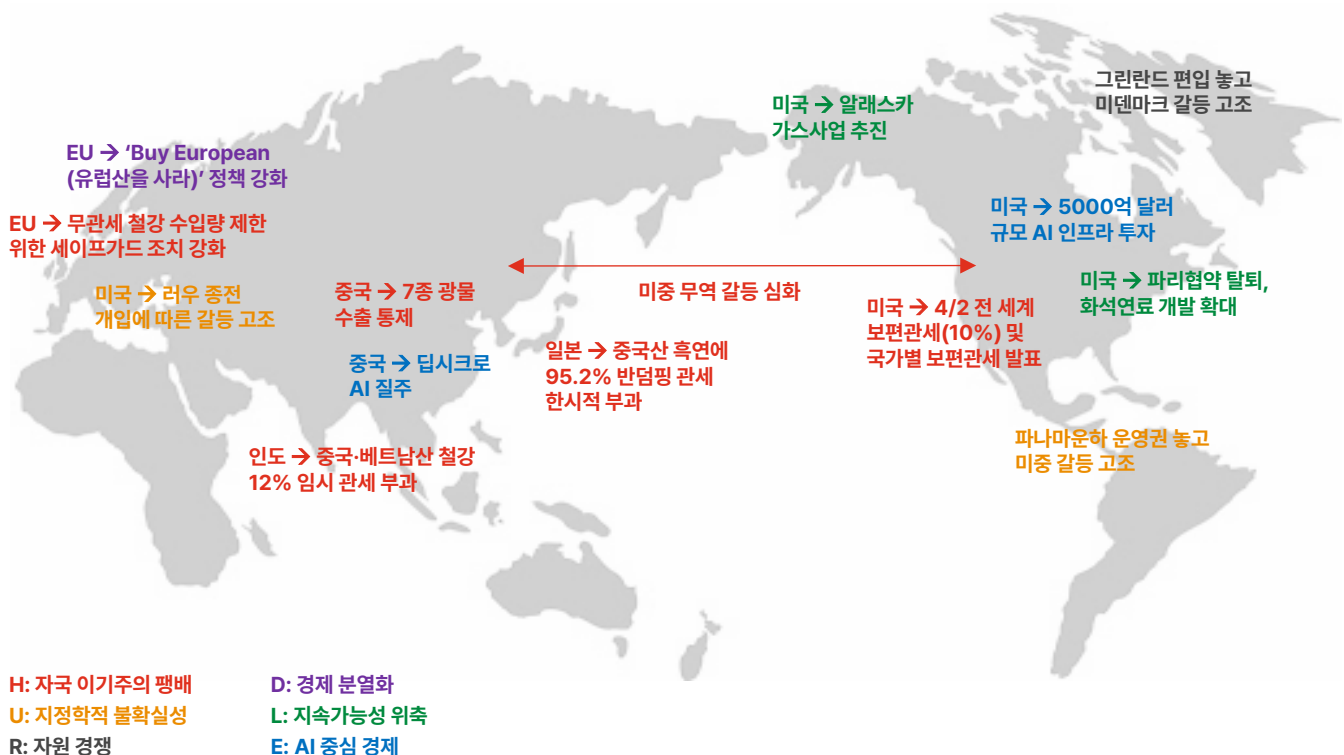 그린란드 편입 놓고
미덴마크 갈등 고조
미국 → 알래스카
가스사업 추진
EU → ‘Buy European
(유럽산을 사라)’ 정책 강화
미국 → 5000억 달러
규모 AI 인프라 투자
EU → 무관세 철강 수입량 제한
위한 세이프가드 조치 강화
미국 → 러우 종전
개입에 따른 갈등 고조
중국 → 7종 광물
수출 통제
미중 무역 갈등 심화
미국 → 파리협약 탈퇴,
화석연료 개발 확대
미국 → 4/2 전 세계
보편관세(10%) 및
국가별 보편관세 발표
중국 → 딥시크로
AI 질주
일본 → 중국산 흑연에
95.2% 반덤핑 관세
한시적 부과
인도 → 중국·베트남산 철강
12% 임시 관세 부과
파나마운하 운영권 놓고
미중 갈등 고조
H: 자국 이기주의 팽배
U: 지정학적 불확실성
R: 자원 경쟁
D: 경제 분열화
L: 지속가능성 위축
E: AI 중심 경제